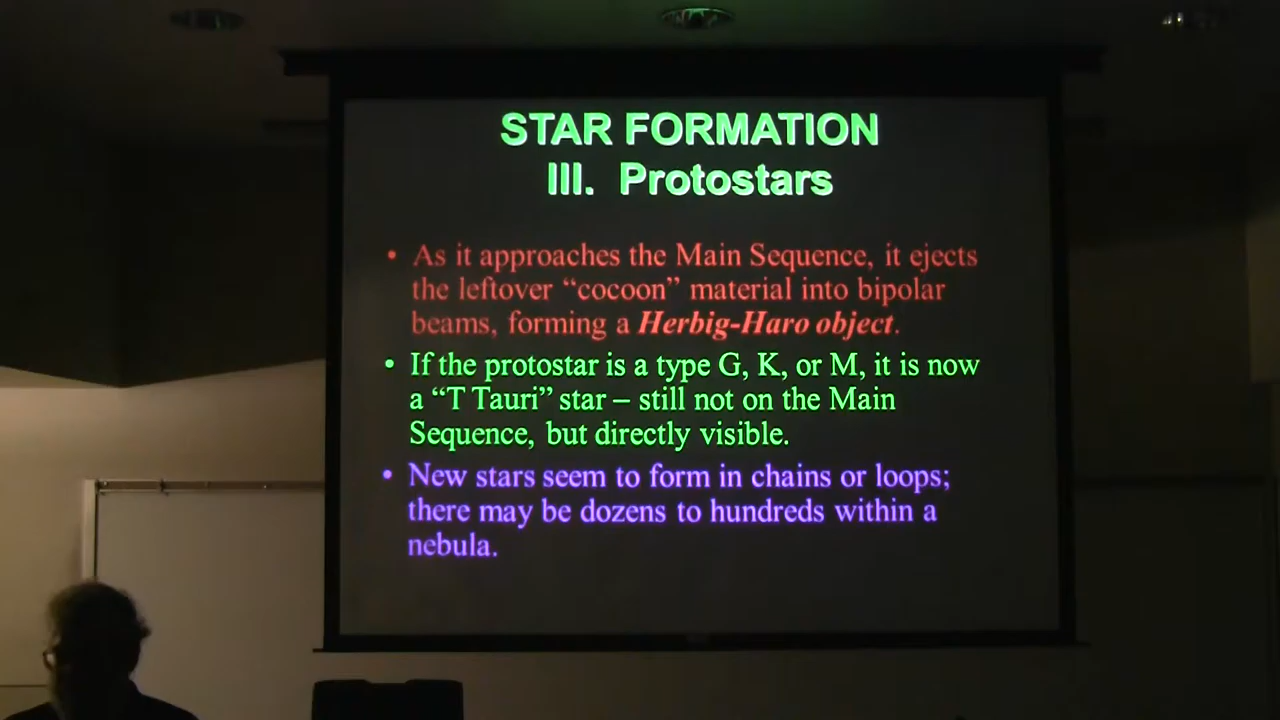 STAR FORMATION
III. Protostars
• As it approaches the Main Sequence, it ejects
the leftover “cocoon” material into bipolar
beams, forming a Herbig-Haro object.
• If the protostar is a type G, K, or M, it is now
a “T Tauri” star – still not on the Main
Sequence, but directly visible.
• New stars seem to form in chains or loops;
there may be dozens to hundreds within a
nebula.